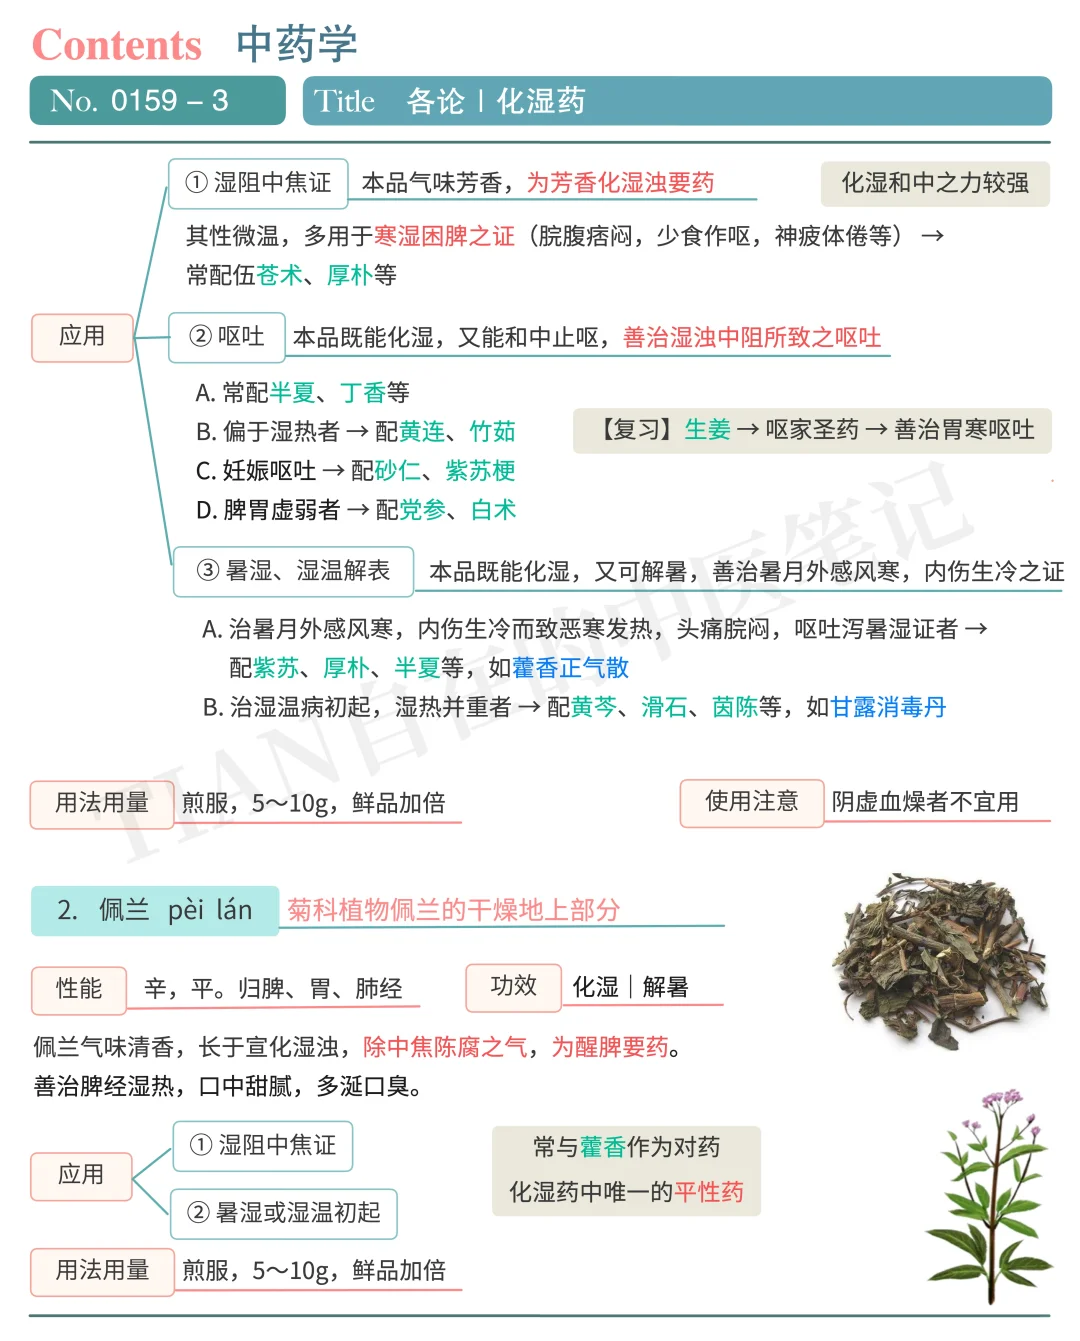 Contents 中药学
No. 0159 – 3
Title 各论 | 化湿药
① 湿阻中焦证 本品气味芳香，为芳香化湿浊要药
化湿和中之力较强
其性微温，多用于寒湿困脾之证（脘腹痞闷，少食作呕，神疲体倦等） →
常配伍苍术、厚朴等
应用
② 呕吐 本品既能化湿，又能和中止呕，善治湿浊中阻所致之呕吐
A. 常配半夏、丁香等
B. 偏于湿热者 → 配黄连、竹茹
【复习】生姜 → 呕家圣药 → 善治胃寒呕吐
C. 妊娠呕吐 → 配砂仁、紫苏梗
D. 脾胃虚弱者 → 配党参、白术
③ 暑湿、湿温解表 本品既能化湿，又可解暑，善治暑月外感风寒，内伤生冷之证
A. 治暑月外感风寒，内伤生冷而致恶寒发热，头痛脘闷，呕吐泻暑湿证者 →
配紫苏、厚朴、半夏等，如藿香正气散
B. 治湿温病初起，湿热并重者 → 配黄芩、滑石、茵陈等，如甘露消毒丹
用法用量 煎服，5～10g，鲜品加倍
使用注意 阴虚血燥者不宜用
2. 佩兰 pèi lán 菊科植物佩兰的干燥地上部分
性能 辛，平。归脾、胃、肺经
功效 化湿｜解暑
佩兰气味清香，长于宣化湿浊，除中焦陈腐之气，为醒脾要药。
善治脾经湿热，口中甜腻，多涎口臭。
应用
① 湿阻中焦证
② 暑湿或湿温初起
常与藿香作为对药
化湿药中唯一的平性药
用法用量 煎服，5～10g，鲜品加倍
TIAN自在的中医笔记